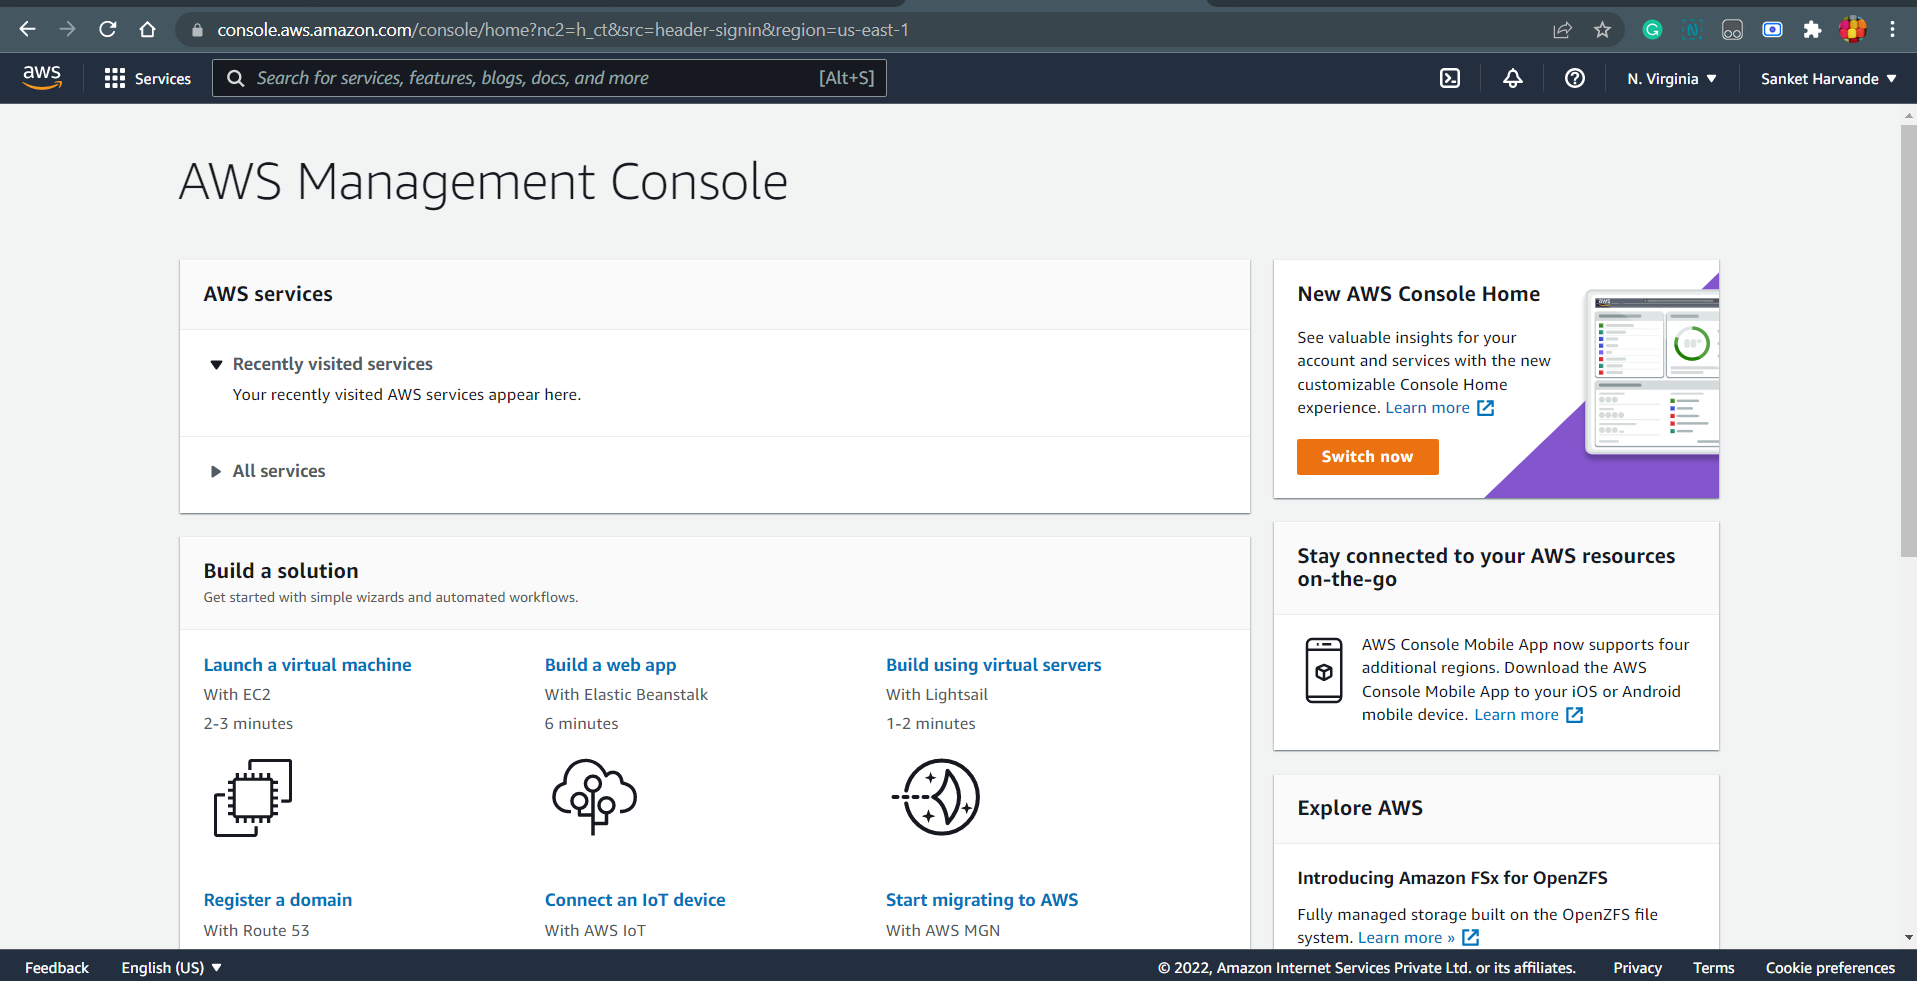 console.aws.amazon.com/console/home?nc2=h_ct&src=header-signin&region=us-east-1
aws
Services
Search for services, features, blogs, docs, and more
[Alt+S]
N. Virginia
Sanket Harvande
AWS Management Console
AWS services
Recently visited services
Your recently visited AWS services appear here.
All services
New AWS Console Home
See valuable insights for your
account and services with the new
customizable Console Home
experience. Learn more
Switch now
aws
Build a solution
Get started with simple wizards and automated workflows.
Launch a virtual machine
With EC2
2-3 minutes
Build a web app
With Elastic Beanstalk
6 minutes
Build using virtual servers
With Lightsail
1-2 minutes
Register a domain
With Route 53
Connect an IoT device
With AWS IoT
Start migrating to AWS
With AWS MGN
Stay connected to your AWS resources
on-the-go
AWS Console Mobile App now supports four
additional regions. Download the AWS
Console Mobile App to your iOS or Android
mobile device. Learn more
Explore AWS
Introducing Amazon FSx for OpenZFS
Fully managed storage built on the OpenZFS file
system. Learn more »
Feedback
English (US)
© 2022, Amazon Internet Services Private Ltd. or its affiliates.
Privacy
Terms
Cookie preferences